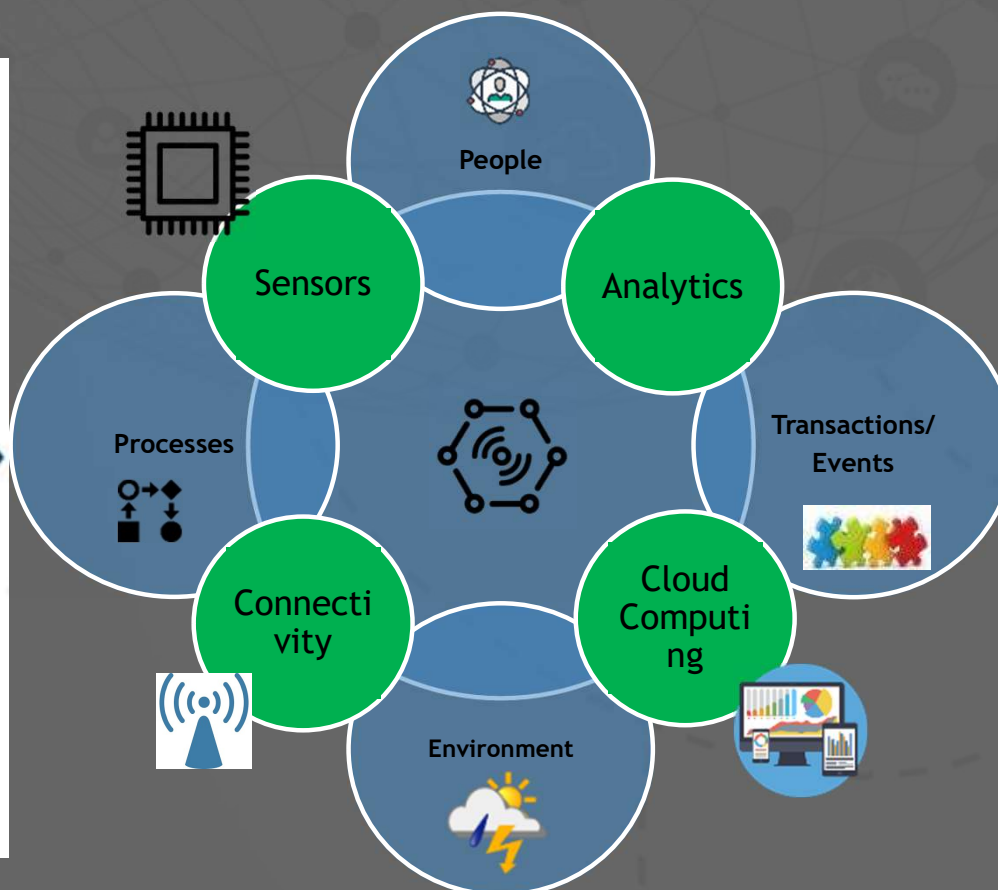 People
Sensors
Analytics
Processes
Transactions/
Events
Connecti
vity
Cloud
Computi
ng
Environment